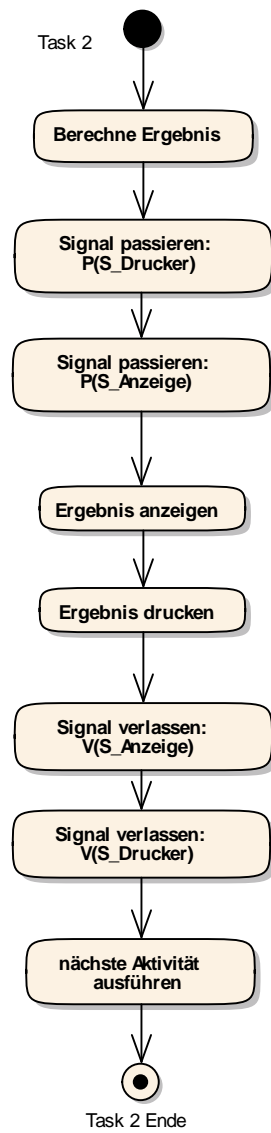 Task 2
Berechne Ergebnis
Signal passieren:
P(S_Drucker)
Signal passieren:
P(S_Anzeige)
Ergebnis anzeigen
Ergebnis drucken
Signal verlassen:
V(S_Anzeige)
Signal verlassen:
V(S_Drucker)
nächste Aktivität
ausführen
Task 2 Ende